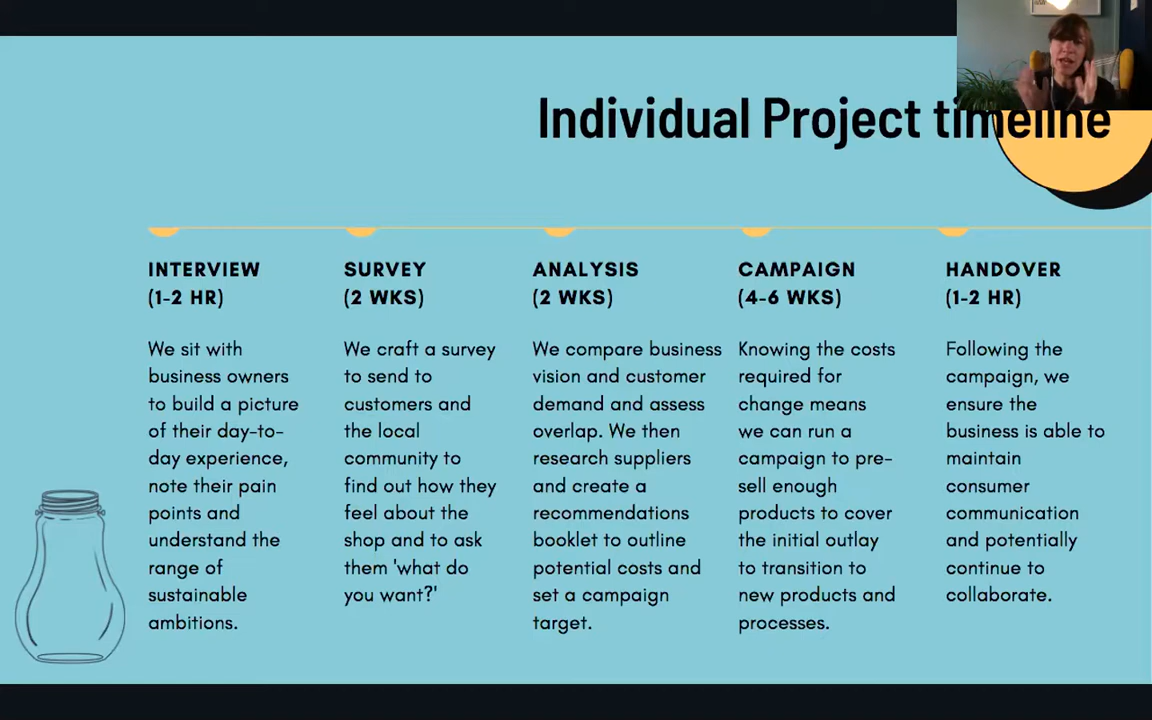 Individual Project timeline
INTERVIEW
(1-2 HR)
We sit with
business owners
to build a picture
of their day-to-
day experience,
note their pain
points and
understand the
range of
sustainable
ambitions.
SURVEY
(2 WKS)
We craft a survey
to send to
customers and
the local
community to
find out how they
feel about the
shop and to ask
them 'what do
you want?'
ANALYSIS
(2 WKS)
We compare business
vision and customer
demand and assess
overlap. We then
research suppliers
and create a
recommendations
booklet to outline
potential costs and
set a campaign
target.
CAMPAIGN
(4-6 WKS)
Knowing the costs
required for
change means
we can run a
campaign to pre-
sell enough
products to cover
the initial outlay
to transition to
new products and
processes.
HANDOVER
(1-2 HR)
Following the
campaign, we
ensure the
business is able to
maintain
consumer
communication
and potentially
continue to
collaborate.